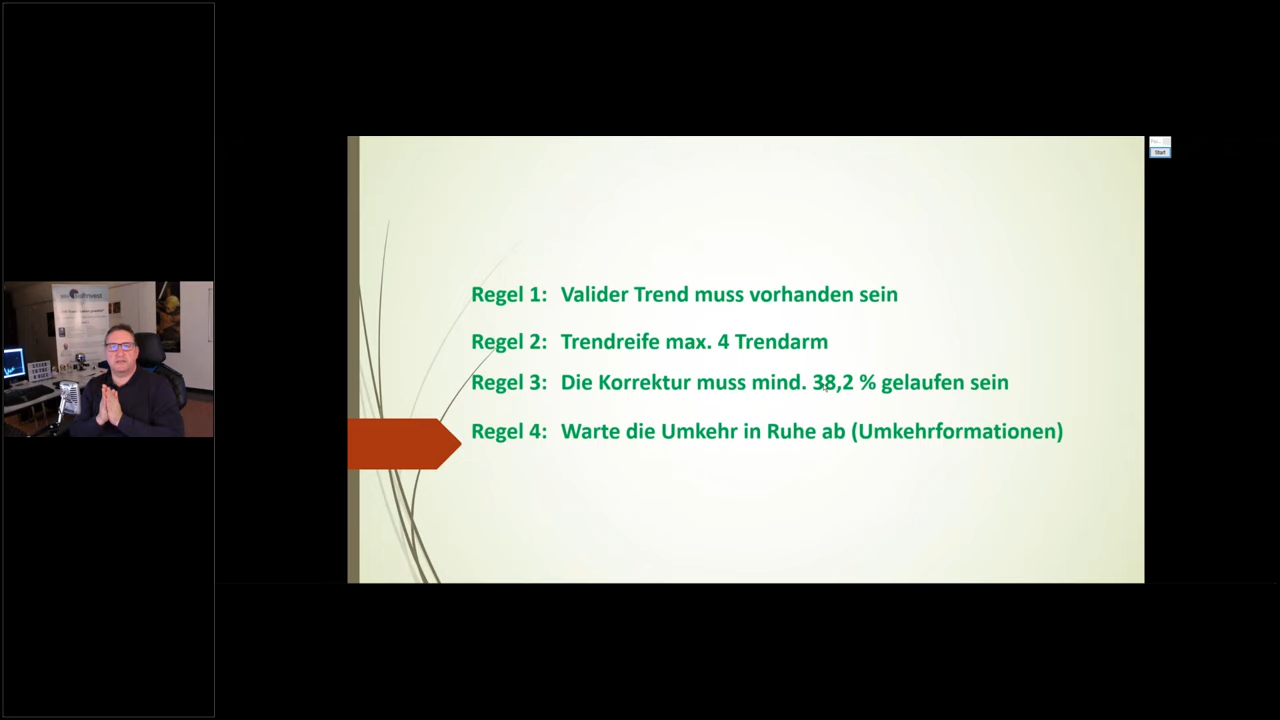 Regel 1: Valider Trend muss vorhanden sein
Regel 2: Trendreife max. 4 Trendarm
Regel 3: Die Korrektur muss mind. 38,2 % gelaufen sein
Regel 4: Warte die Umkehr in Ruhe ab (Umkehrformationen)
Start